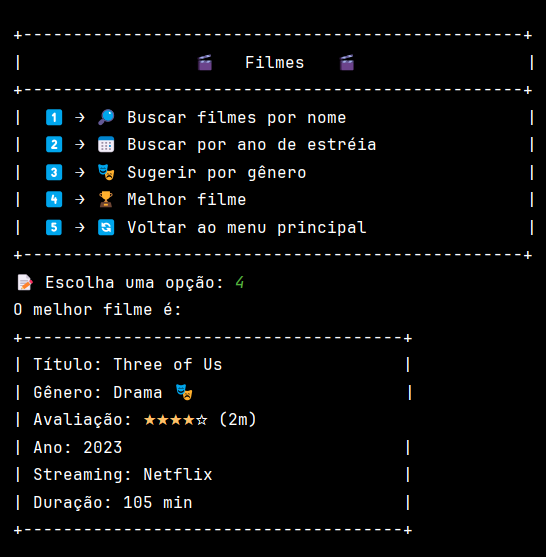 +--------------------------------------------------+
|                 🎬   Filmes   🎬                 |
+--------------------------------------------------+
|  1️⃣ → 🔎 Buscar filmes por nome                  |
|  2️⃣ → 📅 Buscar por ano de estréia               |
|  3️⃣ → 🎭 Sugerir por gênero                      |
|  4️⃣ → 🏆 Melhor filme                            |
|  5️⃣ → 🔄 Voltar ao menu principal                |
+--------------------------------------------------+
📝 Escolha uma opção: 4
O melhor filme é:
+--------------------------------------+
| Título: Three of Us                  |
| Gênero: Drama 🎭                     |
| Avaliação: ★★★★☆ (2m)
| Ano: 2023                            |
| Streaming: Netflix                   |
| Duração: 105 min                     |
+--------------------------------------+